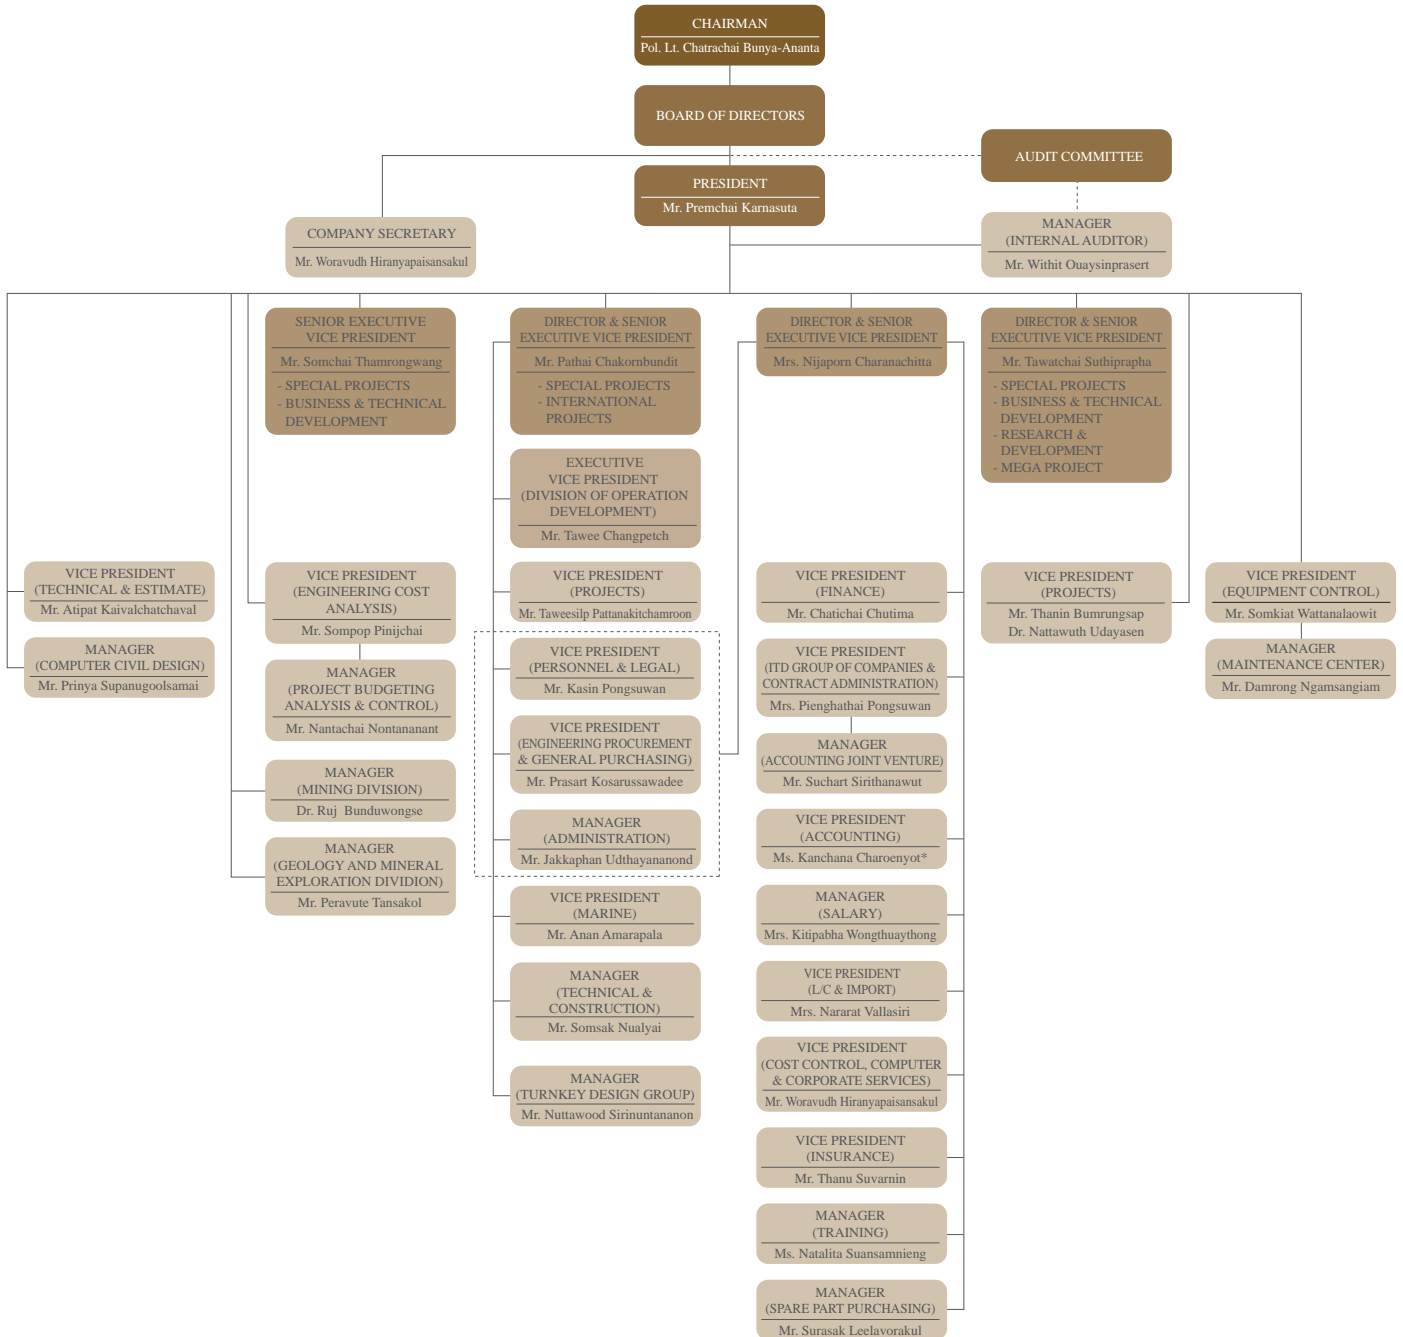 CHAIRMAN
Pol. Lt. Chatrachai Bunya-Ananta
BOARD OF DIRECTORS
AUDIT COMMITTEE
PRESIDENT
Mr. Premchai Karnasuta
COMPANY SECRETARY
Mr. Woravudh Hiranyapaisansakul
MANAGER
(INTERNAL AUDITOR)
Mr. Withit Ouaysinprasert
SENIOR EXECUTIVE
VICE PRESIDENT
Mr. Somchai Thamrongwang
- SPECIAL PROJECTS
- BUSINESS & TECHNICAL
DEVELOPMENT
DIRECTOR & SENIOR
EXECUTIVE VICE PRESIDENT
Mr. Pathai Chakornbundit
- SPECIAL PROJECTS
- INTERNATIONAL
PROJECTS
DIRECTOR & SENIOR
EXECUTIVE VICE PRESIDENT
Mrs. Nijaporn Charanachitta
DIRECTOR & SENIOR
EXECUTIVE VICE PRESIDENT
Mr. Tawatchai Suthiprapha
- SPECIAL PROJECTS
- BUSINESS & TECHNICAL
DEVELOPMENT
- RESEARCH &
DEVELOPMENT
- MEGA PROJECT
EXECUTIVE
VICE PRESIDENT
(DIVISION OF OPERATION
DEVELOPMENT)
Mr. Tawee Changpetch
VICE PRESIDENT
(TECHNICAL & ESTIMATE)
Mr. Atipat Kaivalchatchaval
MANAGER
(COMPUTER CIVIL DESIGN)
Mr. Prinya Supanugoolsamai
VICE PRESIDENT
(ENGINEERING COST
ANALYSIS)
Mr. Sompop Pinijchai
MANAGER
(PROJECT BUDGETING
ANALYSIS & CONTROL)
Mr. Nantachai Nontananant
MANAGER
(MINING DIVISION)
Dr. Ruj Bunduwongse
MANAGER
(GEOLOGY AND MINERAL
EXPLORATION DIVIDION)
Mr. Peravute Tansakol
VICE PRESIDENT
(PROJECTS)
Mr. Taweesilp Pattanakitchamroon
VICE PRESIDENT
(PERSONNEL & LEGAL)
Mr. Kasin Pongsuwan
VICE PRESIDENT
(ENGINEERING PROCUREMENT
& GENERAL PURCHASING)
Mr. Prasart Kosarussawadee
MANAGER
(ADMINISTRATION)
Mr. Jakkaphan Udthayananond
VICE PRESIDENT
(MARINE)
Mr. Anan Amarapala
MANAGER
(TECHNICAL &
CONSTRUCTION)
Mr. Somsak Nualyai
MANAGER
(TURNKEY DESIGN GROUP)
Mr. Nuttawood Sirinuntananon
VICE PRESIDENT
(FINANCE)
Mr. Chatichai Chutima
VICE PRESIDENT
(ITD GROUP OF COMPANIES &
CONTRACT ADMINISTRATION)
Mrs. Pienghathai Pongsuwan
MANAGER
(ACCOUNTING JOINT VENTURE)
Mr. Suchart Sirithanawut
VICE PRESIDENT
(ACCOUNTING)
Ms. Kanchana Charoenyot*
MANAGER
(SALARY)
Mrs. Kitipabha Wongthuaythong
VICE PRESIDENT
(L/C & IMPORT)
Mrs. Nararat Vallasiri
VICE PRESIDENT
(COST CONTROL, COMPUTER
& CORPORATE SERVICES)
Mr. Woravudh Hiranyapaisansakul
VICE PRESIDENT
(INSURANCE)
Mr. Thanu Suvarnin
MANAGER
(TRAINING)
Ms. Natalita Suansamnieng
MANAGER
(SPARE PART PURCHASING)
Mr. Surasak Leelavorakul
VICE PRESIDENT
(PROJECTS)
Mr. Thanin Bumrungsap
Dr. Nattawuth Udayasen
VICE PRESIDENT
(EQUIPMENT CONTROL)
Mr. Somkiat Wattanalaowit
MANAGER
(MAINTENANCE CENTER)
Mr. Damrong Ngamsangiam